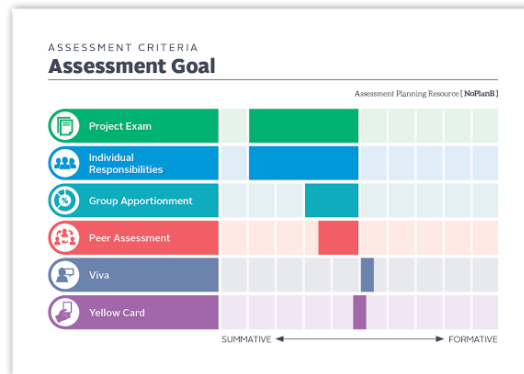 ASSESSMENT CRITERIA
Assessment Goal
Assessment Planning Resource [ NoPlanB ]
Project Exam
Individual
Responsibilities
Group Apportionment
Peer Assessment
Viva
Yellow Card
SUMMATIVE FORMATIVE